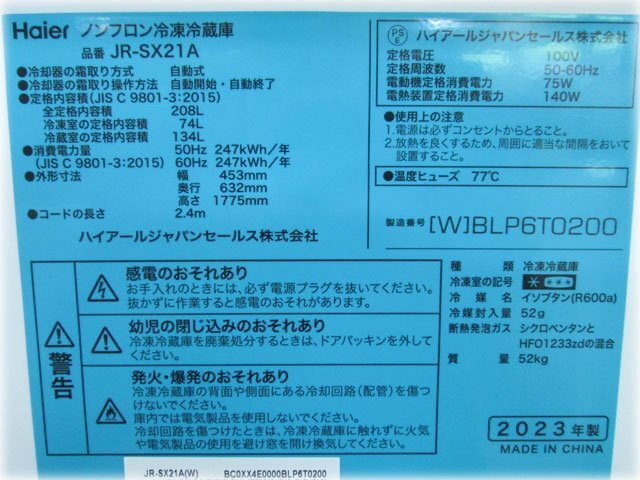 Haier ノンフロン冷凍冷蔵庫
品番 JR-SX21A
●冷却器の霜取り方式 自動式
●冷却器の霜取り操作方法 自動開始・自動終了
●定格内容積(JIS C 9801-3:2015)
全定格内容積 208L
冷凍室の定格内容積 74L
冷蔵室の定格内容積 134L
●消費電力量 50Hz 247kWh/年
(JIS C 9801-3:2015) 60Hz 247kWh/年
●外形寸法 幅 453mm
奥行 632mm
高さ 1775mm
●コードの長さ 2.4m
ハイアールジャパンセールス株式会社
PS
E
ハイアールジャパンセールス株式会社
定格電圧 100V
定格周波数 50-60Hz
電動機定格消費電力 75W
電熱装置定格消費電力 140W
●使用上の注意
1.電源は必ずコンセントからとること。
2.放熱を良くするため、周囲に適当な間隔をおいて
設置すること。
●温度ヒューズ 77℃
製造番号 [W]BLP6T0200
種類 冷凍冷蔵庫
冷凍室の記号 * ***
冷媒名 イソブタン(R600a)
冷媒封入量 52g
断熱発泡ガス シクロペンタンと
HFO1233zdの混合
質量 52kg
2023年製
MADE IN CHINA
警告
感電のおそれあり
お手入れのときには、必ず電源プラグを抜いてください。
抜かずに作業すると感電のおそれがあります。
幼児の閉じ込みのおそれあり
冷凍冷蔵庫を廃棄処分するときは、ドアパッキンを外して
ください。
発火・爆発のおそれあり
冷凍冷蔵庫の背面や側面にある冷却回路(配管)を傷つ
けないでください。
庫内では電気製品を使用しないでください。
冷却回路を傷つけたときは、冷凍冷蔵庫に触れずに火気
や電気製品の使用を避け窓を開け換気してください。
JR-SX21A(W) BC0XX4E0000BLP6T0200